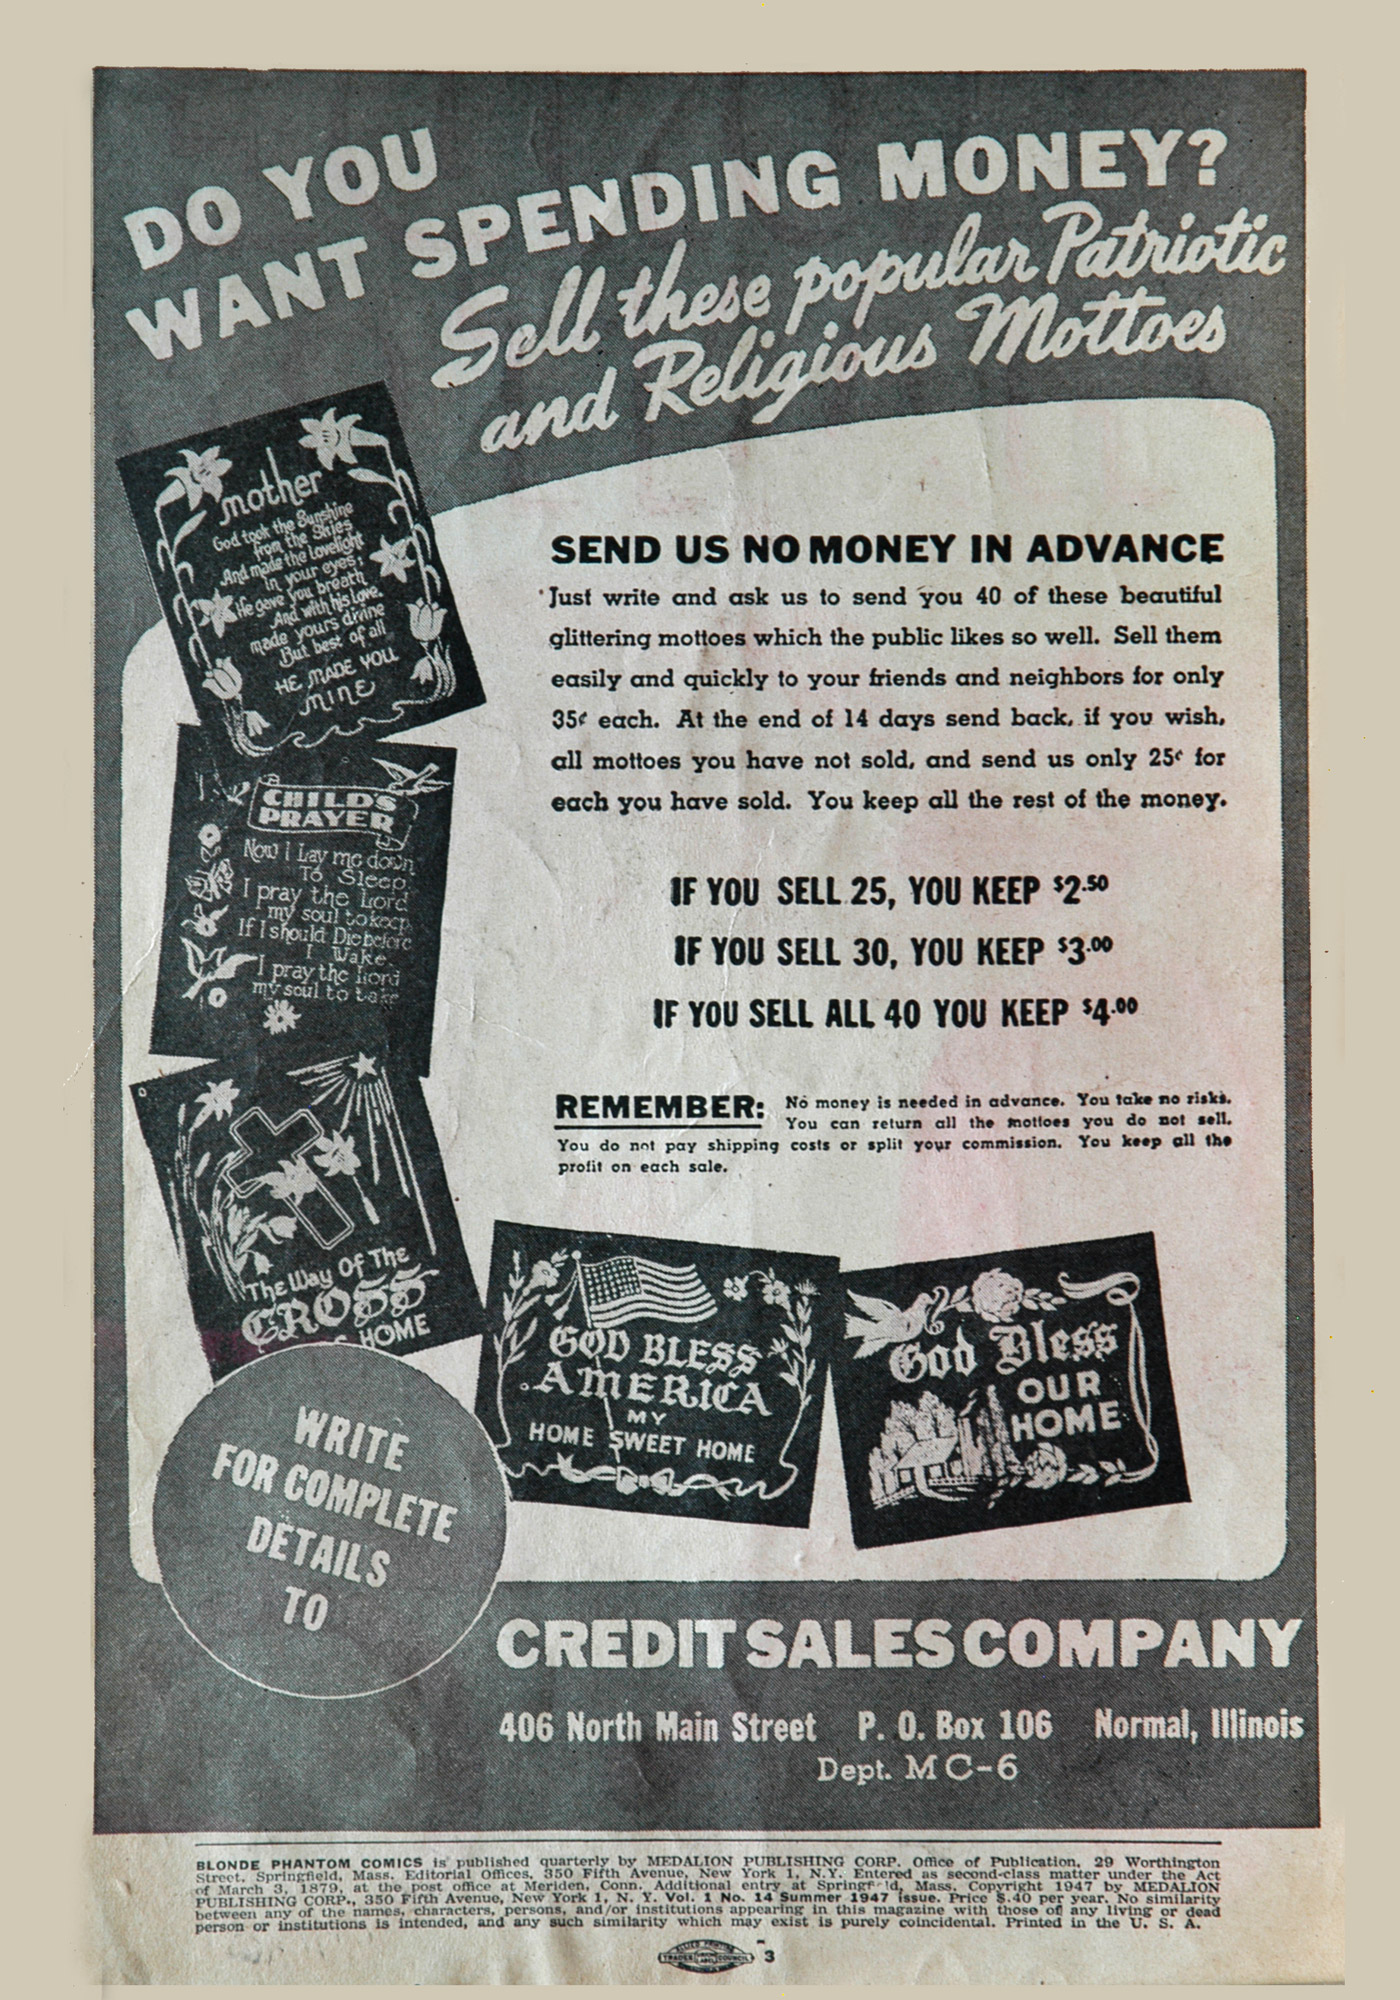 DO YOU
WANT SPENDING MONEY?
Sell these popular Patriotic
and Religious Mottoes
mother
God took the Sunshine
from the Skies
And made the lovelight
in your eyes;
He gave you breath
And with his love,
made yours divine
But best of all
HE MADE YOU
MINE
CHILD'S
PRAYER
Now I Lay me down
To Sleep,
I pray the Lord
my soul to keep
If I should Die before
I Wake.
I pray the Lord
my soul to take
The Way Of The
CROSS
HOME
SEND US NO MONEY IN ADVANCE
Just write and ask us to send you 40 of these beautiful
glittering mottoes which the public likes so well. Sell them
easily and quickly to your friends and neighbors for only
35¢ each. At the end of 14 days send back, if you wish,
all mottoes you have not sold, and send us only 25¢ for
each you have sold. You keep all the rest of the money.
IF YOU SELL 25, YOU KEEP $2.50
IF YOU SELL 30, YOU KEEP $3.00
IF YOU SELL ALL 40 YOU KEEP $4.00
REMEMBER: No money is needed in advance. You take no risks.
You can return all the mottoes you do not sell.
You do not pay shipping costs or split your commission. You keep all the
profit on each sale.
GOD BLESS
AMERICA
MY
HOME SWEET HOME
God Bless
OUR
HOME
WRITE
FOR COMPLETE
DETAILS
TO
CREDIT SALES COMPANY
406 North Main Street P. O. Box 106 Normal, Illinois
Dept. MC-6
BLONDE PHANTOM COMICS is published quarterly by MEDALION PUBLISHING CORP. Office of Publication, 29 Worthington
Street, Springfield, Mass. Editorial Offices, 350 Fifth Avenue, New York 1, N.Y. Entered as second-class matter under the Act
of March 3, 1879, at the post office at Meriden, Conn. Additional entry at Springfield, Mass. Copyright 1947 by MEDALION
PUBLISHING CORP., 350 Fifth Avenue, New York 1, N. Y. Vol. 1 No. 14 Summer 1947 issue. Price $.40 per year. No similarity
between any of the names, characters, persons, and/or institutions appearing in this magazine with those of any living or dead
person or institutions is intended, and any such similarity which may exist is purely coincidental. Printed in the U. S. A.
ALLIED PRINTING
TRADES UNION LABEL COUNCIL
3